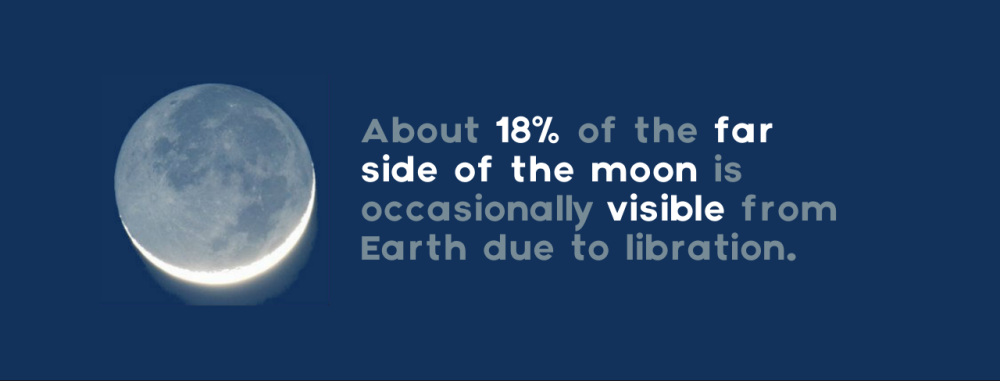 About 18% of the far
side of the moon is
occasionally visible from
Earth due to libration.